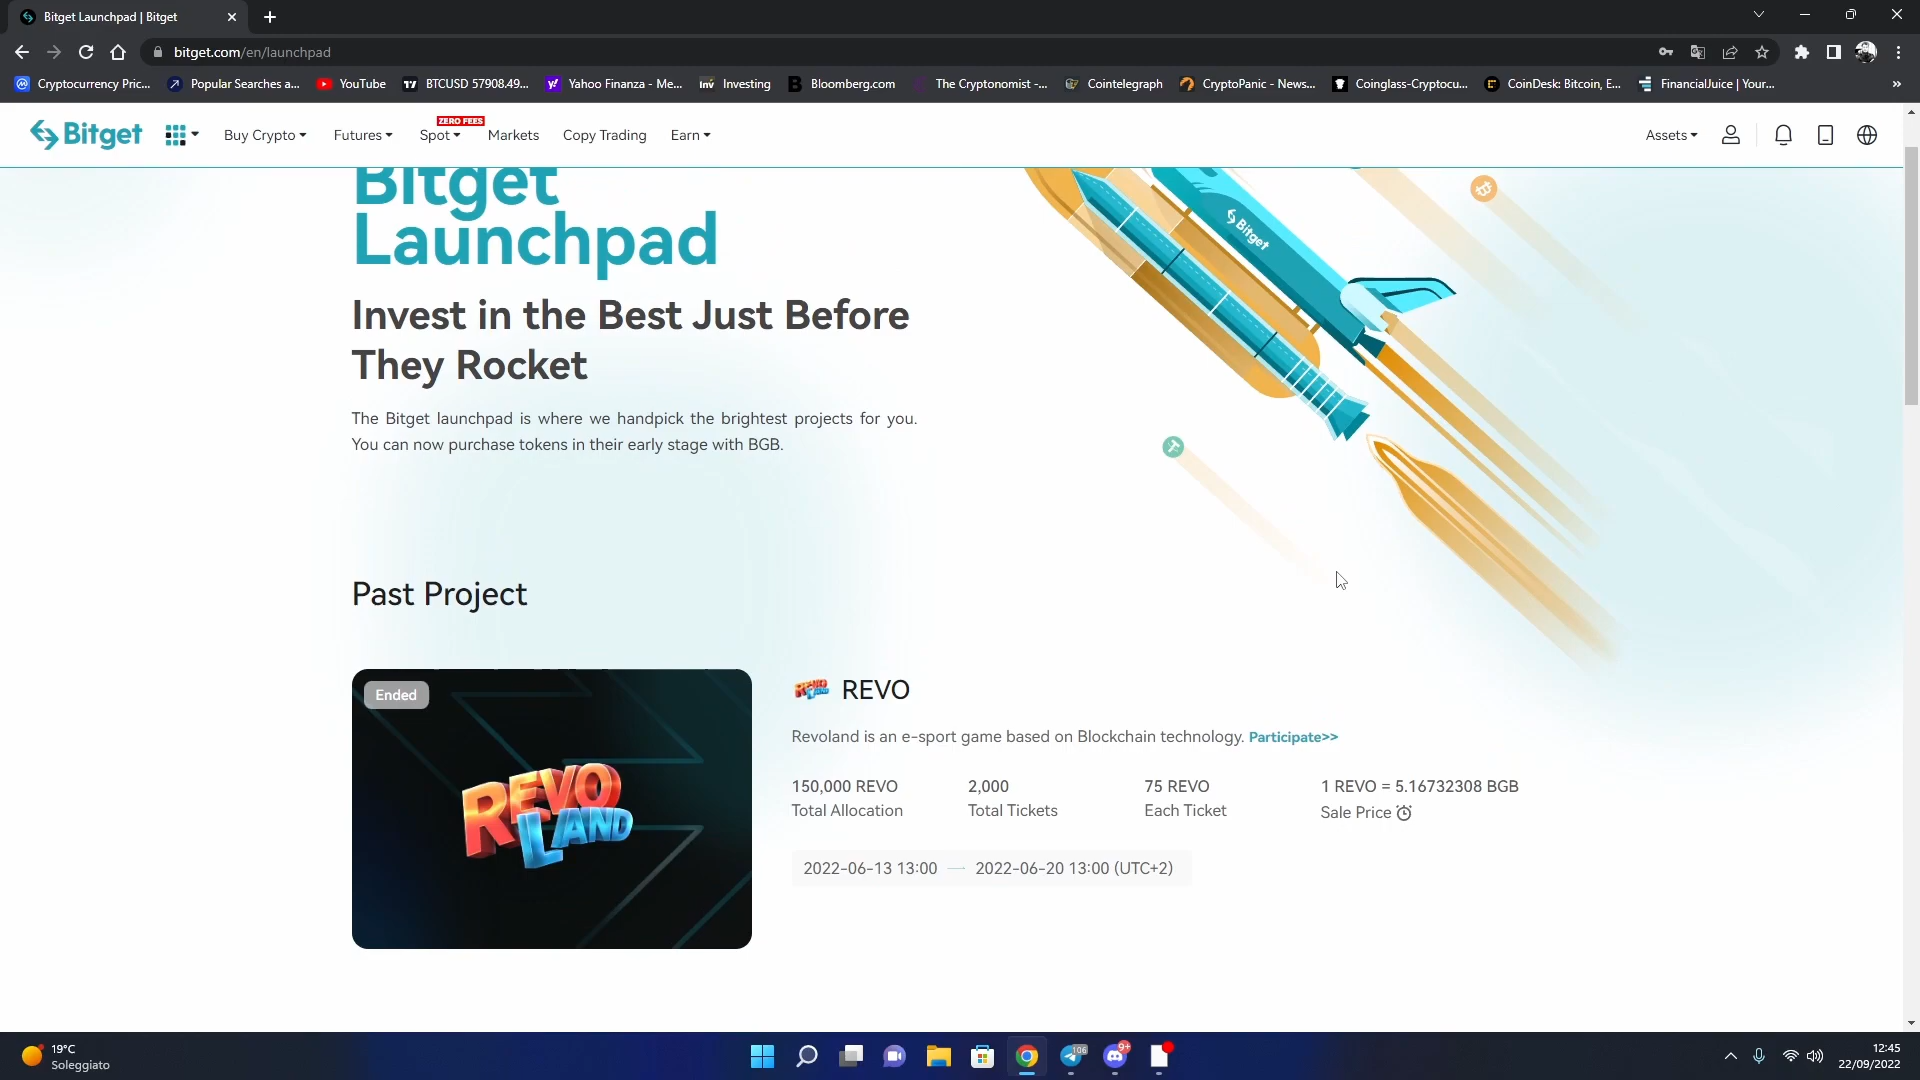 Bitget Launchpad | Bitget
bitget.com/en/launchpad
Cryptocurrency Pric... Popular Searches a... YouTube BTCUSD 57908.49... Yahoo Finanza - Me... Investing Bloomberg.com The Cryptonomist -... Cointelegraph CryptoPanic - News... Coinglass-Cryptocu... CoinDesk: Bitcoin, E... FinancialJuice | Your...
Bitget Buy Crypto Futures Spot ZERO FEES Markets Copy Trading Earn Assets
Bitget
Launchpad
Bitget
Invest in the Best Just Before
They Rocket
The Bitget launchpad is where we handpick the brightest projects for you.
You can now purchase tokens in their early stage with BGB.
Past Project
Ended
REVO
LAND
REVO
Revoland is an e-sport game based on Blockchain technology. Participate>>
150,000 REVO 2,000 75 REVO 1 REVO = 5.16732308 BGB
Total Allocation Total Tickets Each Ticket Sale Price
2022-06-13 13:00 — 2022-06-20 13:00 (UTC+2)
19°C
Soleggiato
106
9+
12:45
22/09/2022